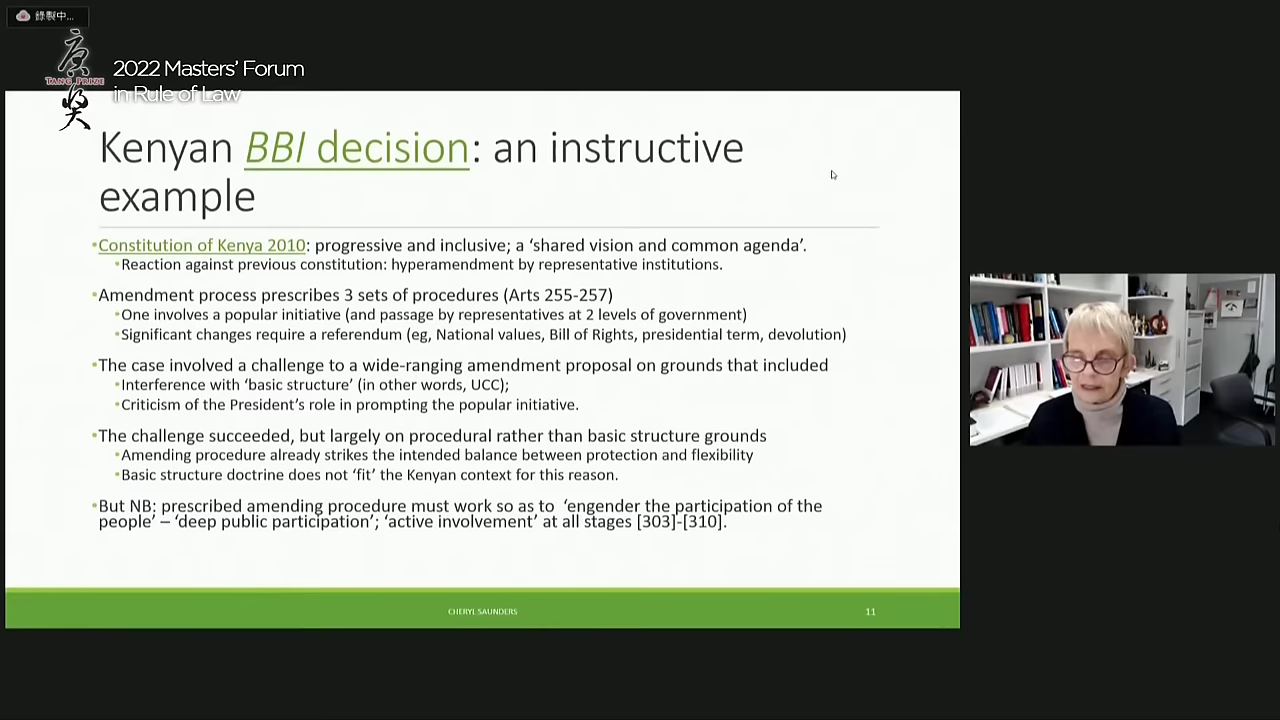 錄製中...
唐
TANG PRIZE
奖
2022 Masters' Forum
in Rule of Law
Kenyan BBI decision: an instructive
example
•Constitution of Kenya 2010: progressive and inclusive; a ‘shared vision and common agenda’.
•Reaction against previous constitution: hyperamendment by representative institutions.
•Amendment process prescribes 3 sets of procedures (Arts 255-257)
•One involves a popular initiative (and passage by representatives at 2 levels of government)
•Significant changes require a referendum (eg, National values, Bill of Rights, presidential term, devolution)
•The case involved a challenge to a wide-ranging amendment proposal on grounds that included
•Interference with ‘basic structure’ (in other words, UCC);
•Criticism of the President’s role in prompting the popular initiative.
•The challenge succeeded, but largely on procedural rather than basic structure grounds
•Amending procedure already strikes the intended balance between protection and flexibility
•Basic structure doctrine does not ‘fit’ the Kenyan context for this reason.
•But NB: prescribed amending procedure must work so as to ‘engender the participation of the
people’ – ‘deep public participation’; ‘active involvement’ at all stages [303]-[310].
CHERYL SAUNDERS
11